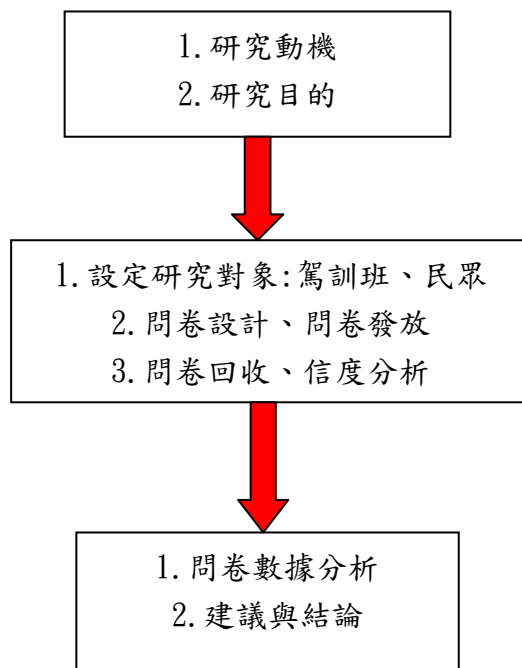 1.研究動機
2.研究目的
1.設定研究對象:駕訓班、民眾
2.問卷設計、問卷發放
3.問卷回收、信度分析
1.問卷數據分析
2.建議與結論